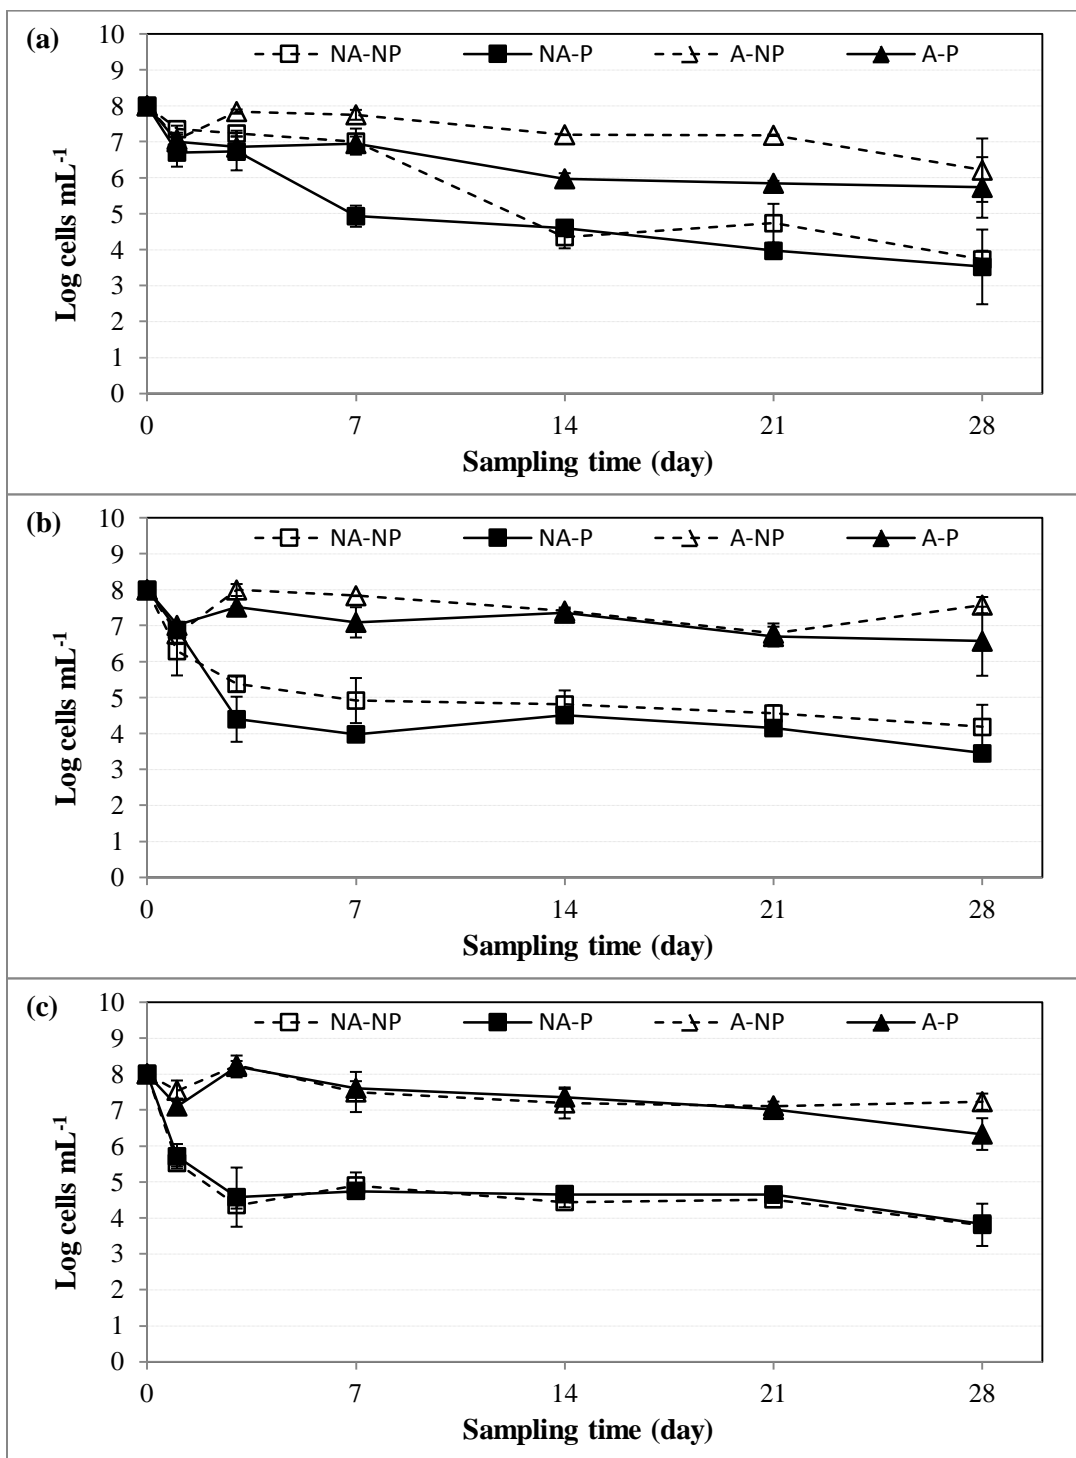 (a)
NA-NP NA-P A-NP A-P
10
9
8
7
6
5
4
3
2
1
0
Log cells mL-1
0 7 14 21 28
Sampling time (day)
(b)
NA-NP NA-P A-NP A-P
10
9
8
7
6
5
4
3
2
1
0
Log cells mL-1
0 7 14 21 28
Sampling time (day)
(c)
NA-NP NA-P A-NP A-P
10
9
8
7
6
5
4
3
2
1
0
Log cells mL-1
0 7 14 21 28
Sampling time (day)